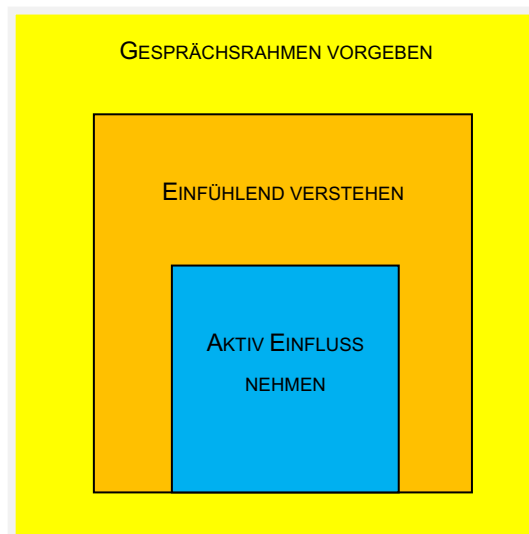 GESPRÄCHSRAHMEN VORGEBEN
EINFÜHLEND VERSTEHEN
AKTIV EINFLUSS
NEHMEN